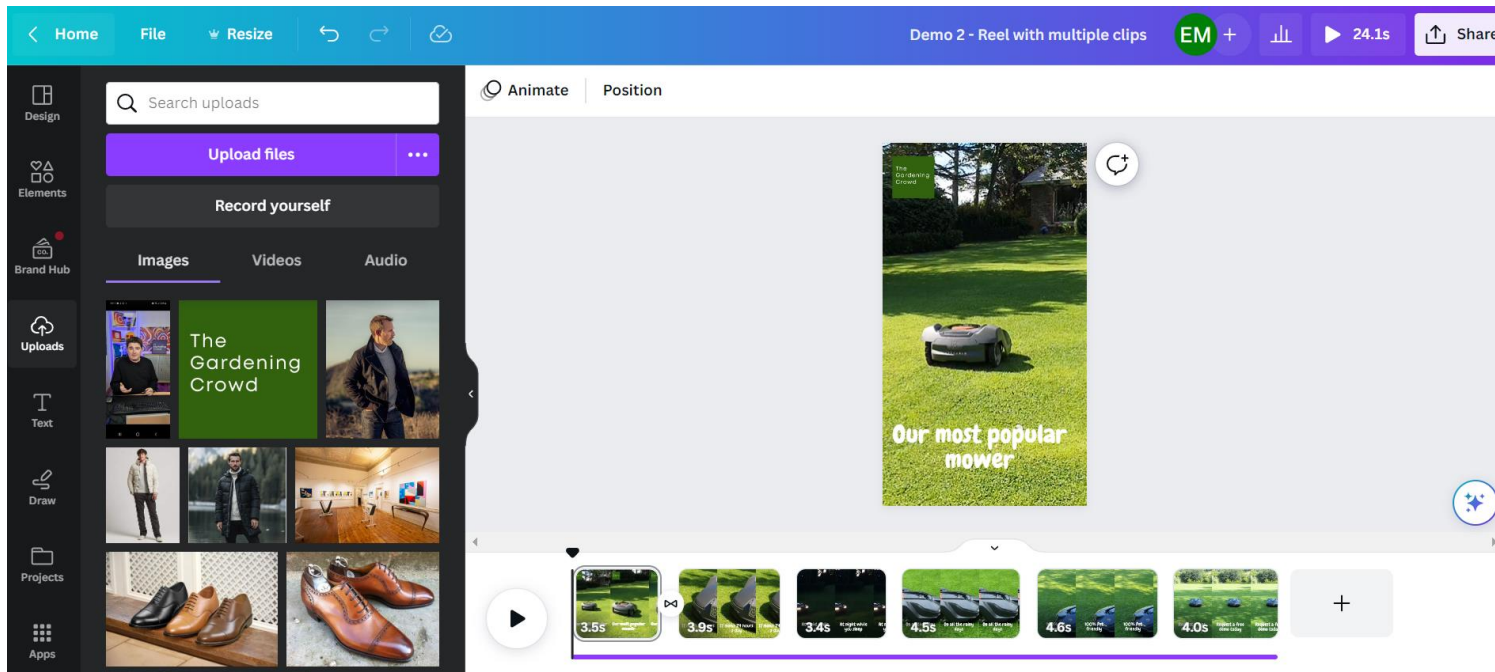 Home
File
Resize
Demo 2 - Reel with multiple clips
EM
+
24.1s
Share
Design
Elements
CO.
Brand Hub
Uploads
Text
Draw
Projects
Apps
Search uploads
Upload files
Record yourself
Images
Videos
Audio
The
Gardening
Crowd
Animate
Position
The
Gardening
Crowd
Our most popular
mower
3.5s
3.9s
3.4s
4.5s
4.6s
4.0s
+